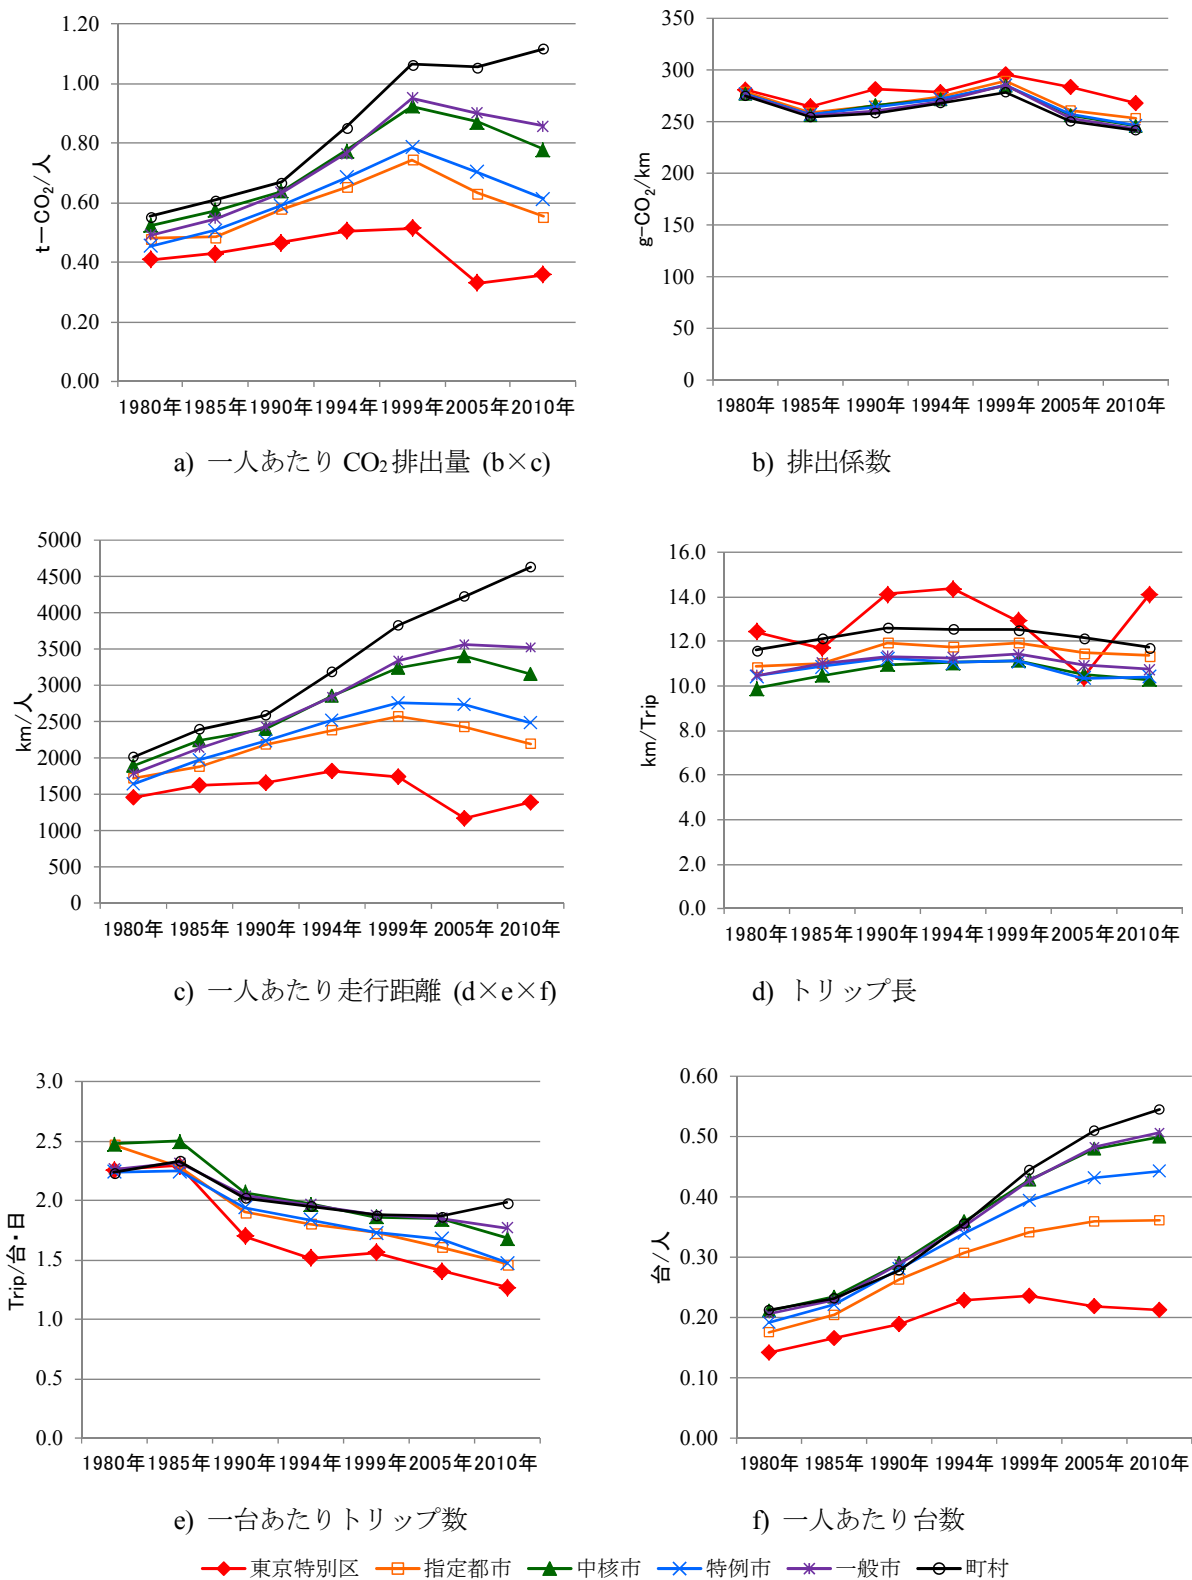 1.20
1.00
0.80
0.60
0.40
0.20
0.00
t－CO₂/人
1980年 1985年 1990年 1994年 1999年 2005年 2010年
a) 一人あたり CO₂ 排出量 (b×c)
350
300
250
200
150
100
50
0
g-CO₂/km
1980年 1985年 1990年 1994年 1999年 2005年 2010年
b) 排出係数
5000
4500
4000
3500
3000
2500
2000
1500
1000
500
0
km/人
1980年 1985年 1990年 1994年 1999年 2005年 2010年
c) 一人あたり走行距離 (d×e×f)
16.0
14.0
12.0
10.0
8.0
6.0
4.0
2.0
0.0
km/Trip
1980年 1985年 1990年 1994年 1999年 2005年 2010年
d) トリップ長
3.0
2.5
2.0
1.5
1.0
0.5
0.0
Trip/台・日
1980年 1985年 1990年 1994年 1999年 2005年 2010年
e) 一台あたりトリップ数
0.60
0.50
0.40
0.30
0.20
0.10
0.00
台/人
1980年 1985年 1990年 1994年 1999年 2005年 2010年
f) 一人あたり台数
東京特別区 指定都市 中核市 特例市 一般市 町村